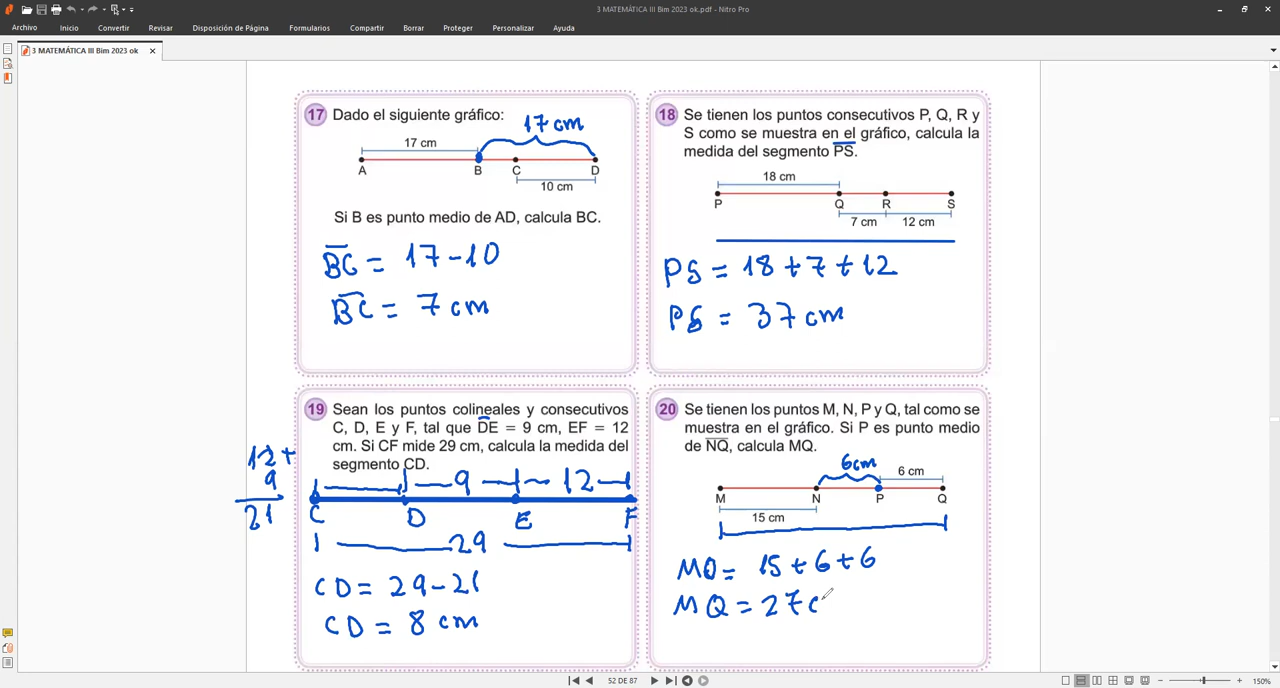 3 MATEMÁTICA III Bim 2023 ok.pdf - Nitro Pro
Archivo Inicio Convertir Revisar Disposición de Página Formularios Compartir Borrar Proteger Personalizar Ayuda
3 MATEMÁTICA III Bim 2023 ok
17 Dado el siguiente gráfico:
17 cm
17 cm
A B C D
10 cm
Si B es punto medio de AD, calcula BC.
BC = 17-10
BC = 7 cm
18 Se tienen los puntos consecutivos P, Q, R y
S como se muestra en el gráfico, calcula la
medida del segmento PS.
18 cm
P Q R S
7 cm 12 cm
PS = 18+7+12
PS = 37 cm
19 Sean los puntos colineales y consecutivos
C, D, E y F, tal que DE = 9 cm, EF = 12
cm. Si CF mide 29 cm, calcula la medida del
segmento CD.
12+
9
21
9 12
C D E F
29
CD = 29-21
CD = 8 cm
20 Se tienen los puntos M, N, P y Q, tal como se
muestra en el gráfico. Si P es punto medio
de NQ, calcula MQ.
6cm 6 cm
M N P Q
15 cm
MQ = 15+6+6
MQ = 27c
52 DE 87
150%